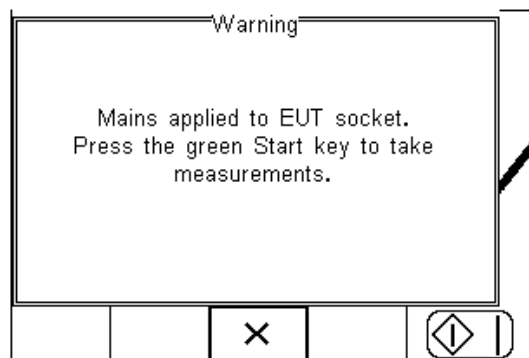 Warning
Mains applied to EUT socket.
Press the green Start key to take
measurements.